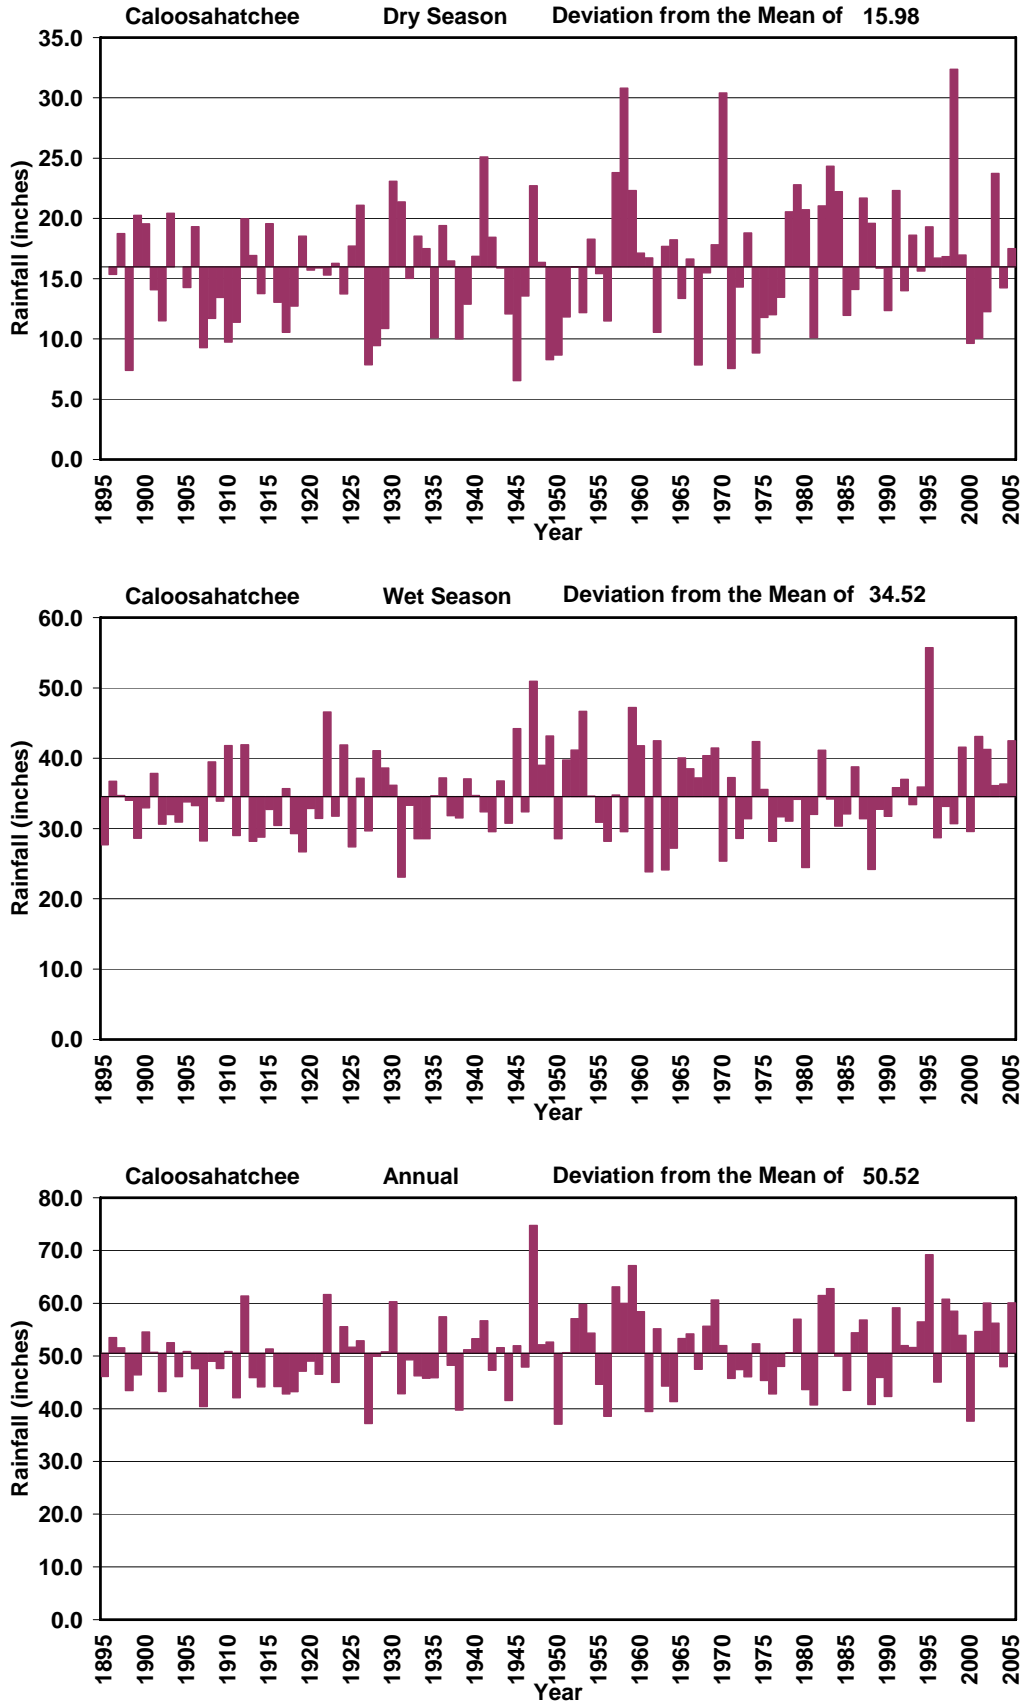 Caloosahatchee Dry Season Deviation from the Mean of 15.98
35.0
30.0
25.0
20.0
15.0
10.0
5.0
0.0
Rainfall (inches)
1895 1900 1905 1910 1915 1920 1925 1930 1935 1940 1945 1950 1955 1960 1965 1970 1975 1980 1985 1990 1995 2000 2005
Year
Caloosahatchee Wet Season Deviation from the Mean of 34.52
60.0
50.0
40.0
30.0
20.0
10.0
0.0
Rainfall (inches)
1895 1900 1905 1910 1915 1920 1925 1930 1935 1940 1945 1950 1955 1960 1965 1970 1975 1980 1985 1990 1995 2000 2005
Year
Caloosahatchee Annual Deviation from the Mean of 50.52
80.0
70.0
60.0
50.0
40.0
30.0
20.0
10.0
0.0
Rainfall (inches)
1895 1900 1905 1910 1915 1920 1925 1930 1935 1940 1945 1950 1955 1960 1965 1970 1975 1980 1985 1990 1995 2000 2005
Year